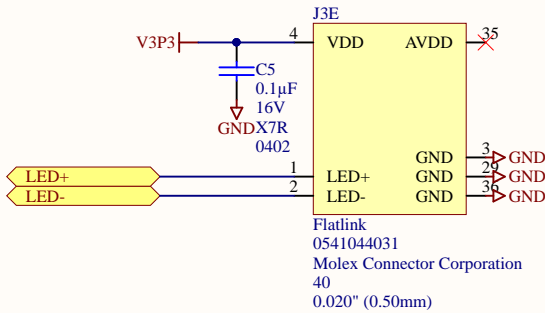 J3E
V3P3
4
VDD
AVDD
35
C5
0.1µF
16V
X7R
0402
GND
GND
3
GND
LED+
1
LED+
GND
29
GND
LED-
2
LED-
GND
36
GND
Flatlink
0541044031
Molex Connector Corporation
40
0.020" (0.50mm)